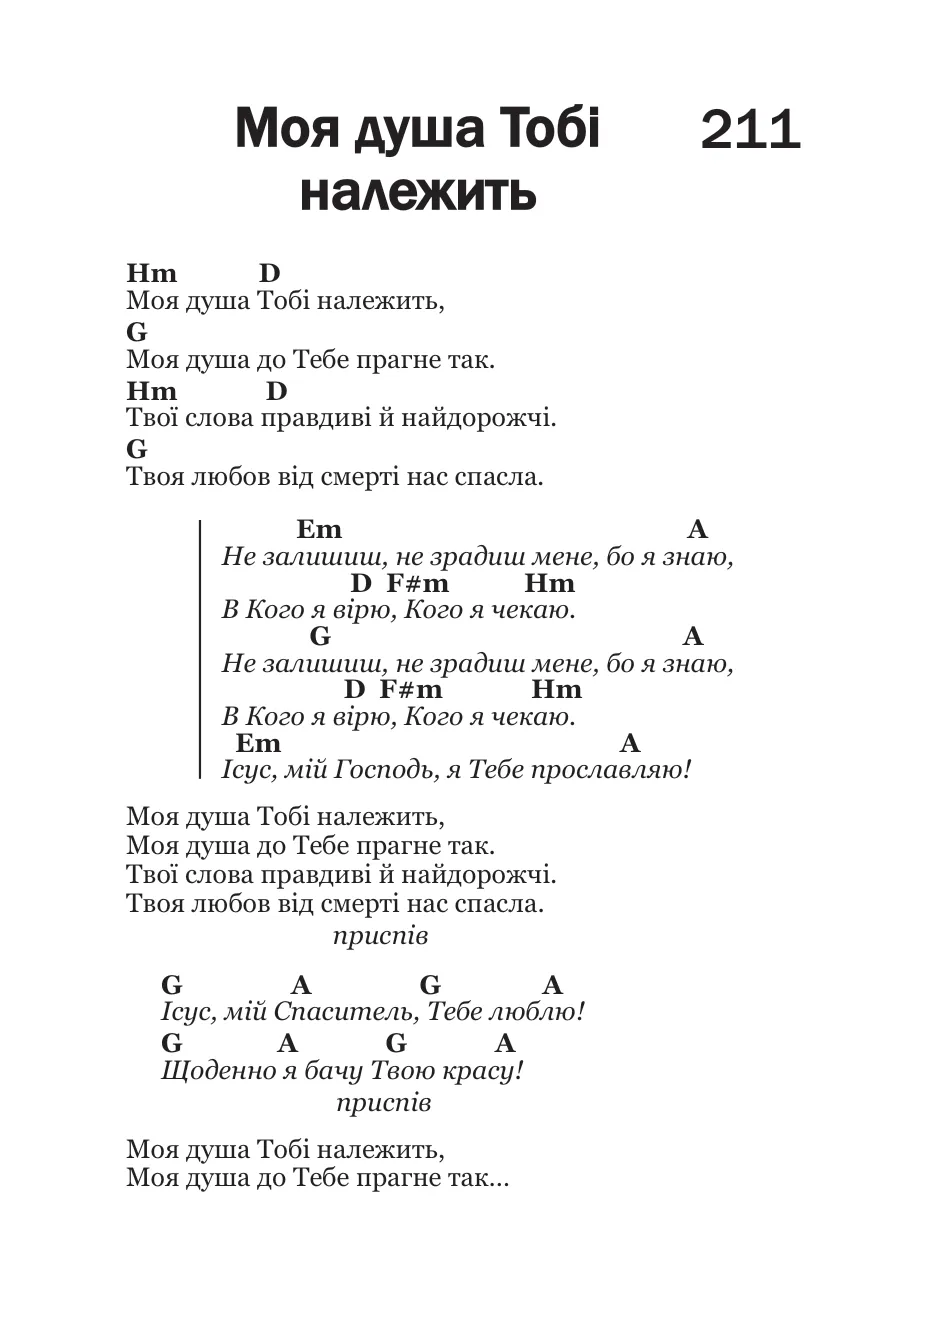 Моя душа Тобі 211
належить
Hm D
Моя душа Тобі належить,
G
Моя душа до Тебе прагне так.
Hm D
Твої слова правдиві й найдорожчі.
G
Твоя любов від смерті нас спасла.
Em A
Не залишиш, не зрадиш мене, бо я знаю,
D F#m Hm
В Кого я вірю, Кого я чекаю.
G A
Не залишиш, не зрадиш мене, бо я знаю,
D F#m Hm
В Кого я вірю, Кого я чекаю.
Em A
Ісус, мій Господь, я Тебе прославляю!
Моя душа Тобі належить,
Моя душа до Тебе прагне так.
Твої слова правдиві й найдорожчі.
Твоя любов від смерті нас спасла.
приспів
G A G A
Ісус, мій Спаситель, Тебе люблю!
G A G A
Щоденно я бачу Твою красу!
приспів
Моя душа Тобі належить,
Моя душа до Тебе прагне так...